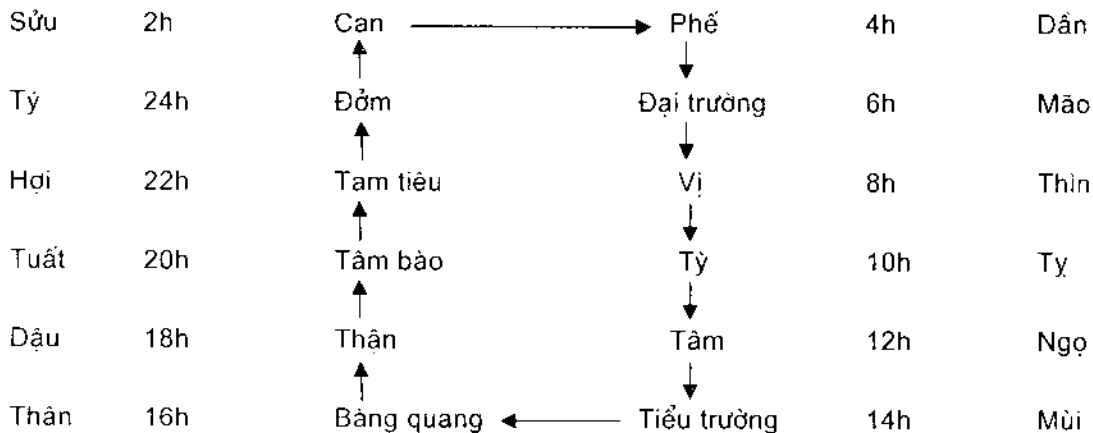 Sửu 2h Can Phế 4h Dần
Tý 24h Đởm Đại trường 6h Mão
Hợi 22h Tam tiêu Vị 8h Thìn
Tuất 20h Tâm bào Tỳ 10h Tỵ
Dậu 18h Thận Tâm 12h Ngọ
Thân 16h Bàng quang Tiểu trường 14h Mùi